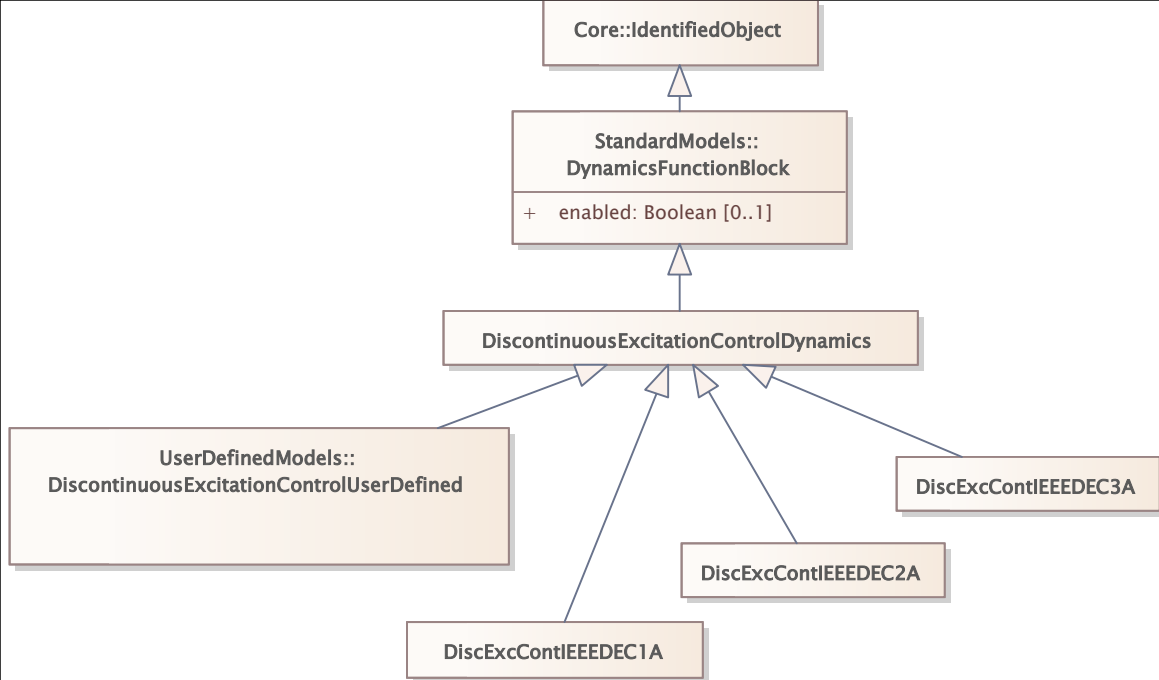 Core::IdentifiedObject
StandardModels::
DynamicsFunctionBlock
+ enabled: Boolean [0..1]
DiscontinuousExcitationControlDynamics
UserDefinedModels::
DiscontinuousExcitationControlUserDefined
DiscExcContIEEEDEC3A
DiscExcContIEEEDEC2A
DiscExcContIEEEDEC1A